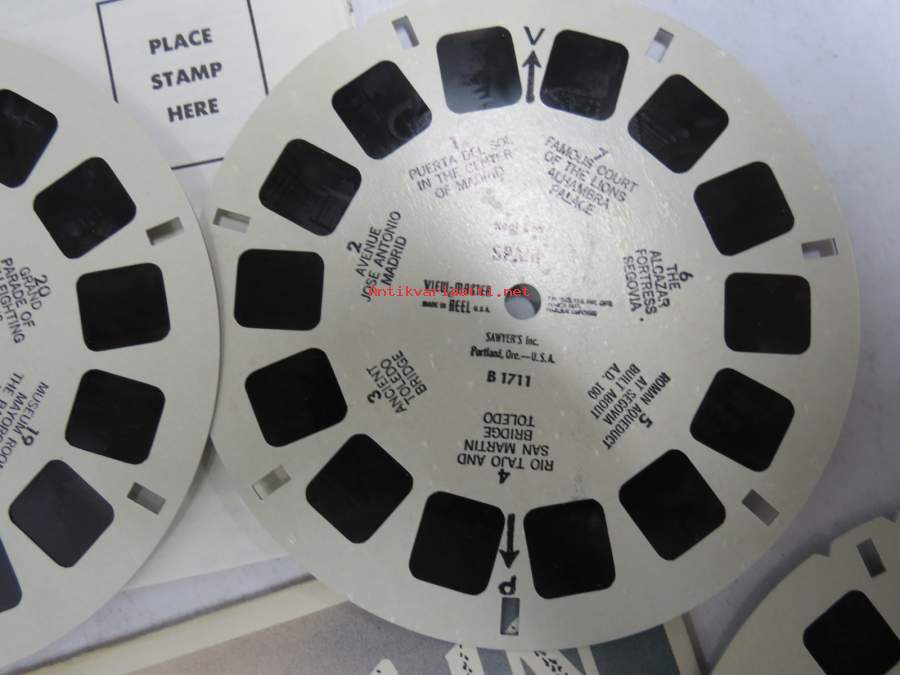 PLACE
STAMP
HERE
V
1
PUERTA DEL SOL
IN THE CENTER
OF MADRID
7
FAMOUS COURT
OF THE LIONS
ALHAMBRA
PALACE
2
AVENUE
JOSE ANTONIO
MADRID
SPAIN
6
THE
ALCAZAR
FORTRESS
SEGOVIA
Antikvariaatti.net
VIEW-MASTER
MADE IN REEL U.S.A.
SAWYER'S Inc.
Portland, Ore.—U.S.A.
B 1711
3
ANCIENT
TOLEDO
BRIDGE
5
ROMAN AQUEDUCT
AT SEGOVIA
BUILT ABOUT
A.D. 100
4
RIO TAJO AND
SAN MARTIN
BRIDGE
TOLEDO
20
GRAND
PARADE OF
19
MUSEUM